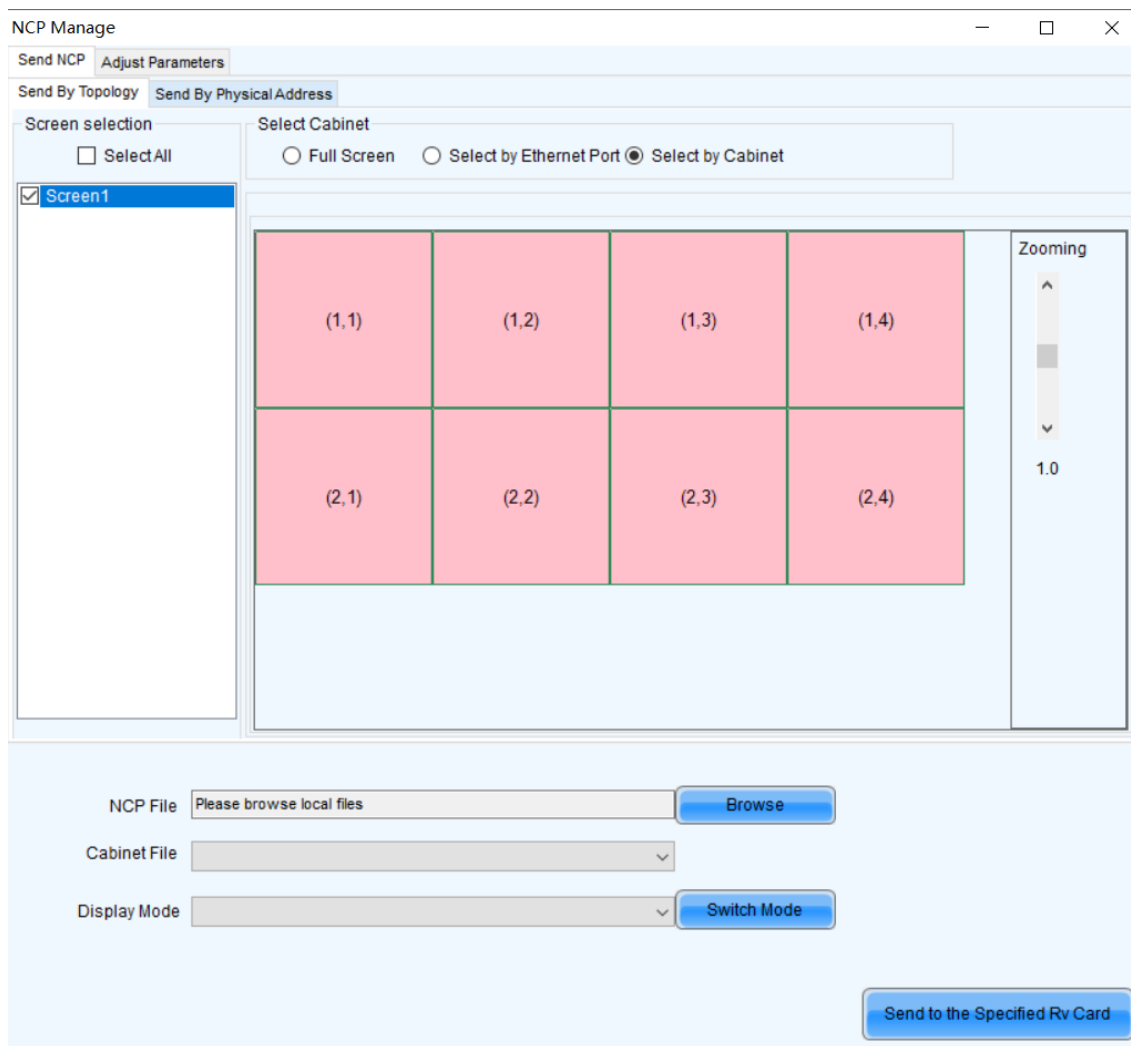 NCP Manage
Send NCP Adjust Parameters
Send By Topology Send By Physical Address
Screen selection Select Cabinet
Select All Full Screen Select by Ethernet Port Select by Cabinet
Screen1
Zooming
(1,1) (1,2) (1,3) (1,4)
1.0
(2,1) (2,2) (2,3) (2,4)
NCP File Please browse local files Browse
Cabinet File
Display Mode Switch Mode
Send to the Specified Rv Card